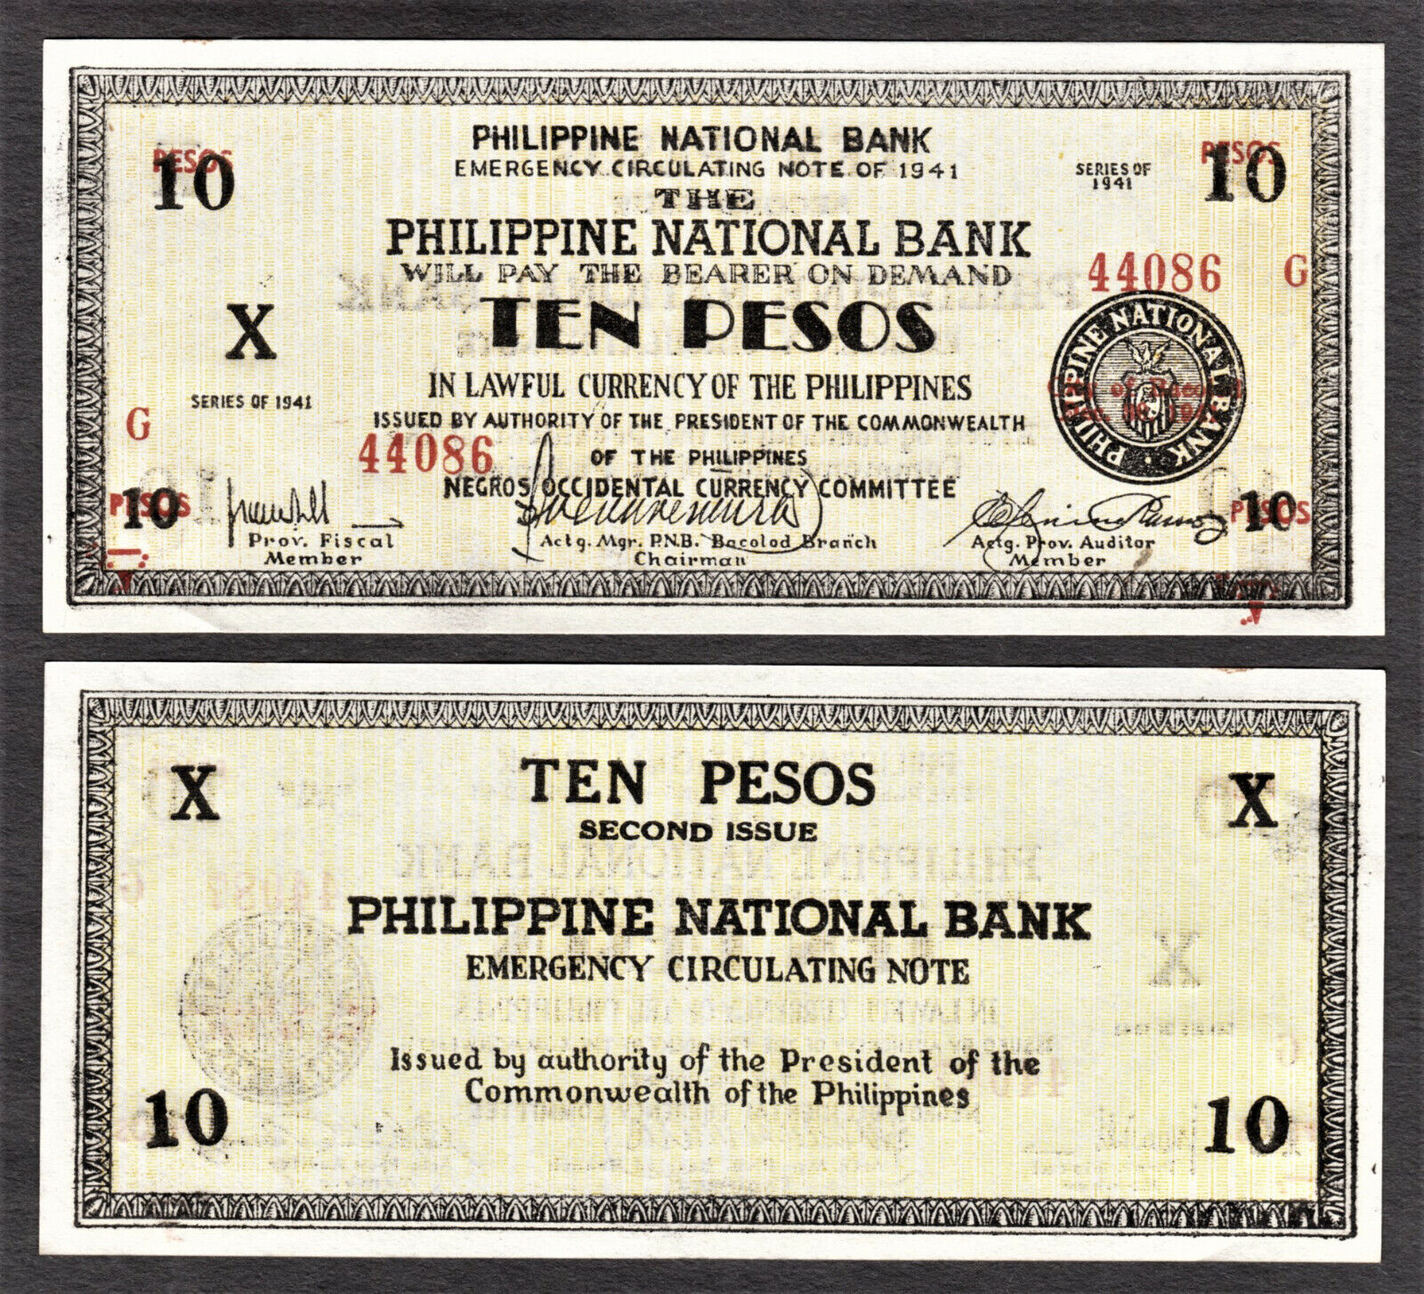 PESOS
10
PHILIPPINE NATIONAL BANK
EMERGENCY CIRCULATING NOTE OF 1941
SERIES OF
1941
PESOS
10
THE
PHILIPPINE NATIONAL BANK
WILL PAY THE BEARER ON DEMAND
44086 G
X
TEN PESOS
PHILIPPINE NATIONAL BANK
SERIES OF 1941
IN LAWFUL CURRENCY OF THE PHILIPPINES
ISSUED BY AUTHORITY OF THE PRESIDENT OF THE COMMONWEALTH
G
44086
OF THE PHILIPPINES
NEGROS OCCIDENTAL CURRENCY COMMITTEE
PESOS
10
PESOS
10
Prov. Fiscal
Member
Actg. Mgr. P.N.B. Bacolod Branch
Chairman
Actg. Prov. Auditor
Member
X
TEN PESOS
X
SECOND ISSUE
PHILIPPINE NATIONAL BANK
EMERGENCY CIRCULATING NOTE
Issued by authority of the President of the
Commonwealth of the Philippines
10
10